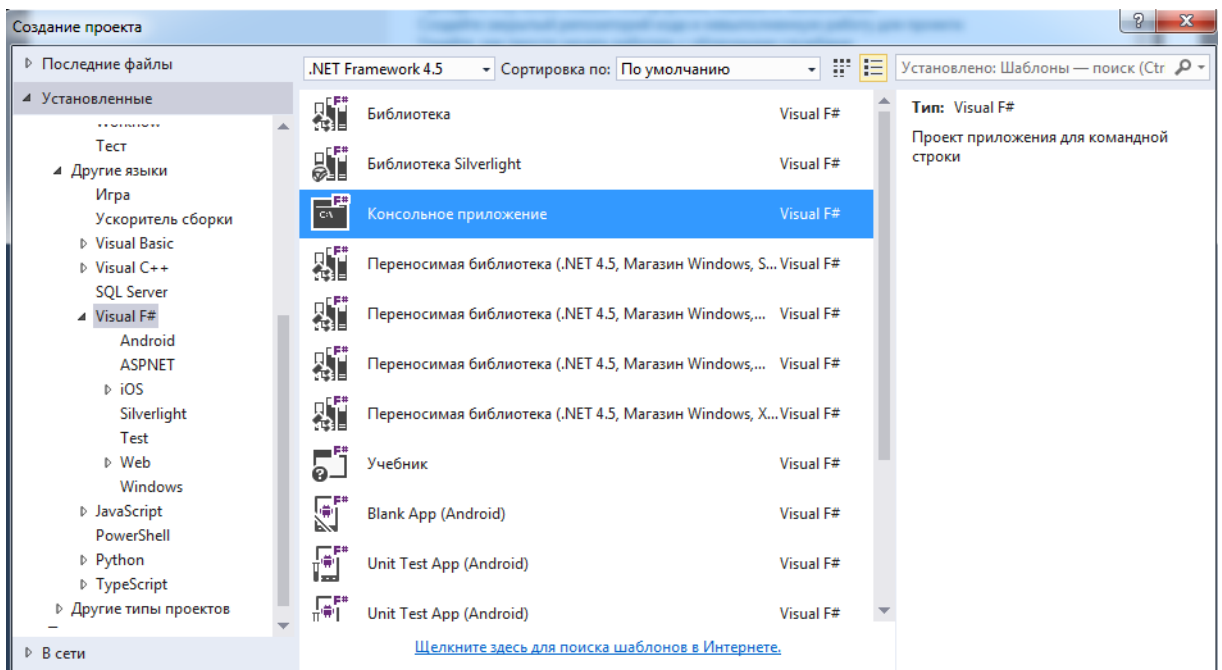 Создание проекта
?
X
Последние файлы
.NET Framework 4.5
Сортировка по: По умолчанию
Установлено: Шаблоны — поиск (Ctr
Установленные
Тест
Другие языки
Игра
Ускоритель сборки
Visual Basic
Visual C++
SQL Server
Visual F#
Android
ASPNET
iOS
Silverlight
Test
Web
Windows
JavaScript
PowerShell
Python
TypeScript
Другие типы проектов
В сети
Библиотека Visual F#
Библиотека Silverlight Visual F#
Консольное приложение Visual F#
Переносимая библиотека (.NET 4.5, Магазин Windows, S... Visual F#
Переносимая библиотека (.NET 4.5, Магазин Windows,... Visual F#
Переносимая библиотека (.NET 4.5, Магазин Windows,... Visual F#
Переносимая библиотека (.NET 4.5, Магазин Windows, X... Visual F#
Учебник Visual F#
Blank App (Android) Visual F#
Unit Test App (Android) Visual F#
Unit Test App (Android) Visual F#
Щелкните здесь для поиска шаблонов в Интернете.
Тип: Visual F#
Проект приложения для командной
строки